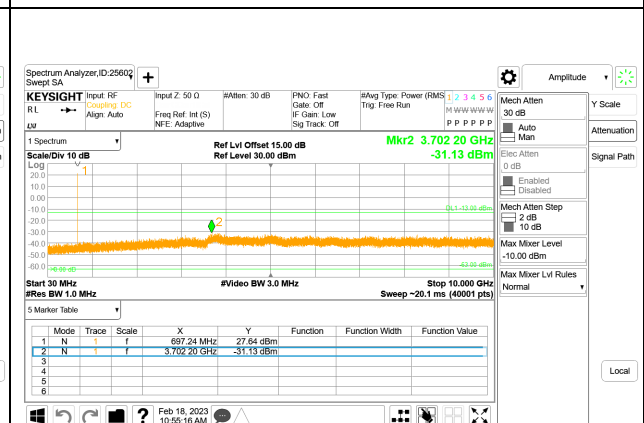 Spectrum Analyzer,ID:25602
Swept SA
+
KEYSIGHT
RL
Input: RF
Coupling: DC
Align: Auto
Input Z: 50 Ω
Freq Ref: Int (S)
NFE: Adaptive
#Atten: 30 dB
PNO: Fast
Gate: Off
IF Gain: Low
Sig Track: Off
#Avg Type: Power (RMS
Trig: Free Run
1 2 3 4 5 6
M W W W W W
P P P P P P
1 Spectrum
Scale/Div 10 dB
Ref Lvl Offset 15.00 dB
Ref Level 30.00 dBm
Mkr2 3.702 20 GHz
-31.13 dBm
Log
20.0
10.0
0.00
-10.0
-20.0
-30.0
-40.0
-50.0
-60.0
1
2
DL1 -13.00 dBm
Start 30 MHz
#Res BW 1.0 MHz
#Video BW 3.0 MHz
Stop 10.000 GHz
Sweep ~20.1 ms (40001 pts)
5 Marker Table
Mode Trace Scale X Y Function Function Width Function Value
1 N 1 f 697.24 MHz 27.64 dBm
2 N 1 f 3.702 20 GHz -31.13 dBm
3
4
5
6
?
Feb 18, 2023
10:55:16 AM
Amplitude
Mech Atten
30 dB
Auto
Man
Elec Atten
0 dB
Enabled
Disabled
Mech Atten Step
2 dB
10 dB
Max Mixer Level
-10.00 dBm
Max Mixer Lvl Rules
Normal
Y Scale
Attenuation
Signal Path
Local